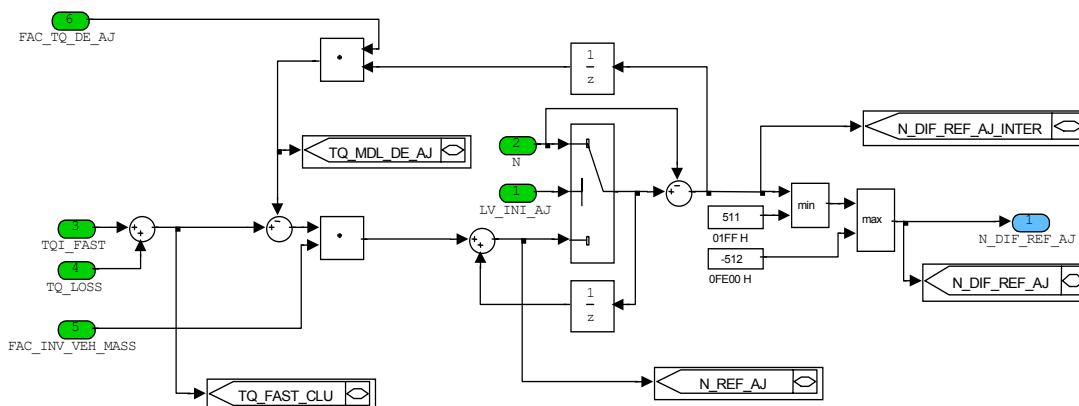 6
FAC_TQ_DE_AJ
1
z
TQ_MDL_DE_AJ
2
N
N_DIF_REF_AJ_INTER
1
LV_INI_AJ
min
max
511
01FF H
1
N_DIF_REF_AJ
3
TQI_FAST
4
TQ_LOSS
-512
0FE00 H
N_DIF_REF_AJ
1
z
5
FAC_INV_VEH_MASS
N_REF_AJ
TQ_FAST_CLU